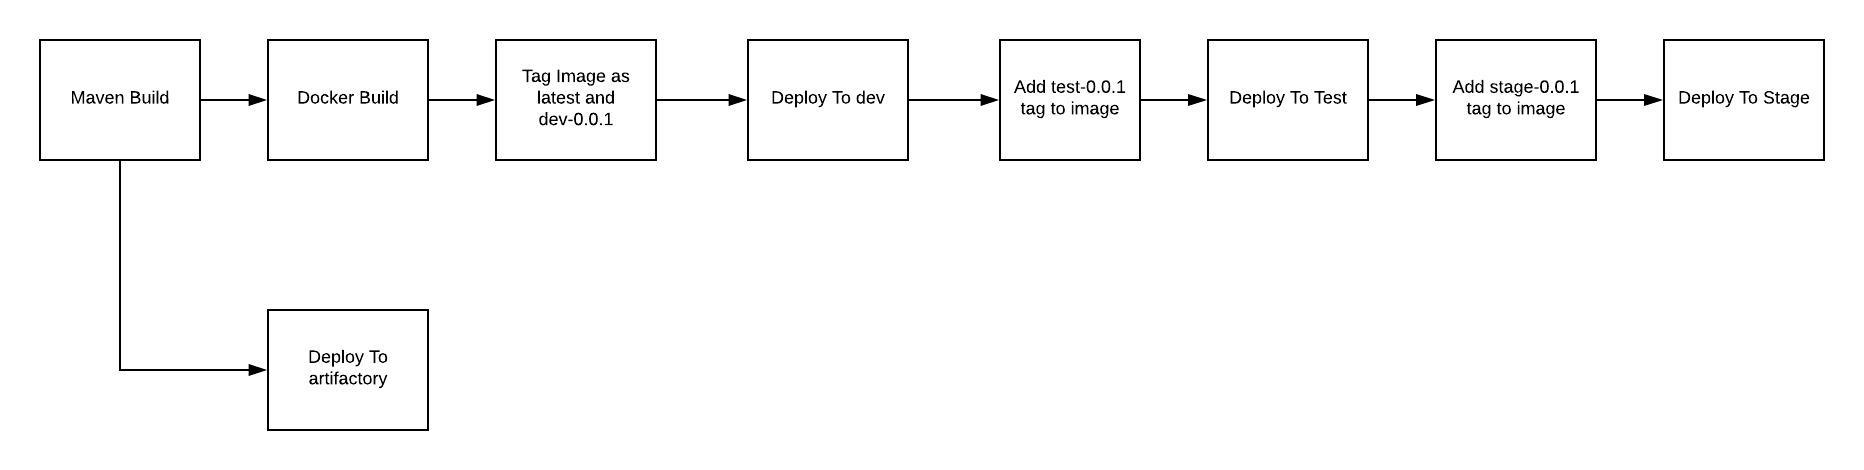 Maven Build
Docker Build
Tag Image as
latest and
dev-0.0.1
Deploy To dev
Add test-0.0.1
tag to image
Deploy To Test
Add stage-0.0.1
tag to image
Deploy To Stage
Deploy To
artifactory